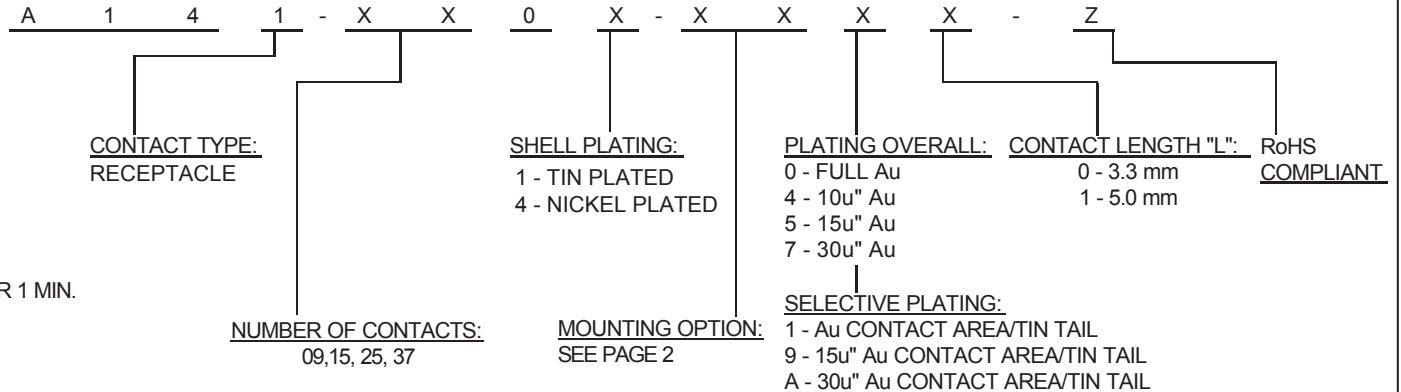 A 1 4 1 - X X 0 X - X X X X - Z
CONTACT TYPE:
RECEPTACLE
SHELL PLATING:
1 - TIN PLATED
4 - NICKEL PLATED
PLATING OVERALL:
0 - FULL Au
4 - 10u" Au
5 - 15u" Au
7 - 30u" Au
CONTACT LENGTH "L":
0 - 3.3 mm
1 - 5.0 mm
RoHS
COMPLIANT
R 1 MIN.
NUMBER OF CONTACTS:
09,15, 25, 37
MOUNTING OPTION:
SEE PAGE 2
SELECTIVE PLATING:
1 - Au CONTACT AREA/TIN TAIL
9 - 15u" Au CONTACT AREA/TIN TAIL
A - 30u" Au CONTACT AREA/TIN TAIL